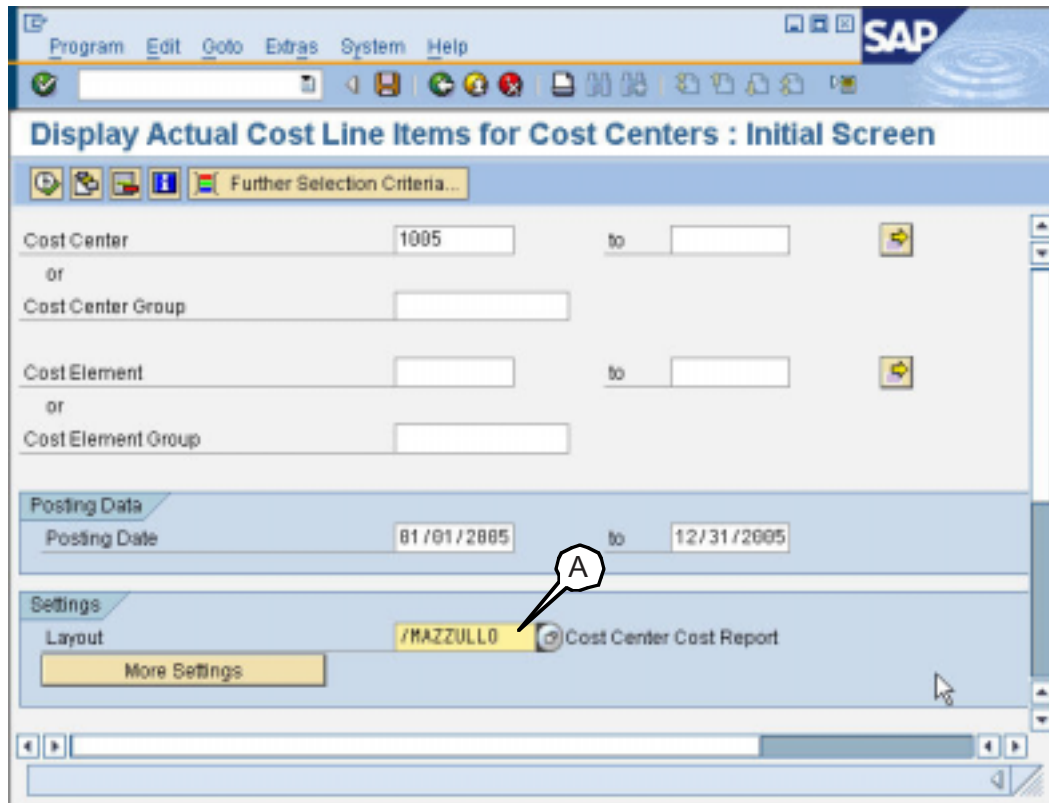 Program Edit Goto Extras System Help
SAP
Display Actual Cost Line Items for Cost Centers : Initial Screen
Further Selection Criteria...
Cost Center 1005 to
or
Cost Center Group
Cost Element to
or
Cost Element Group
Posting Data
Posting Date 01/01/2005 to 12/31/2005
A
Settings
Layout /MAZZULLO Cost Center Cost Report
More Settings